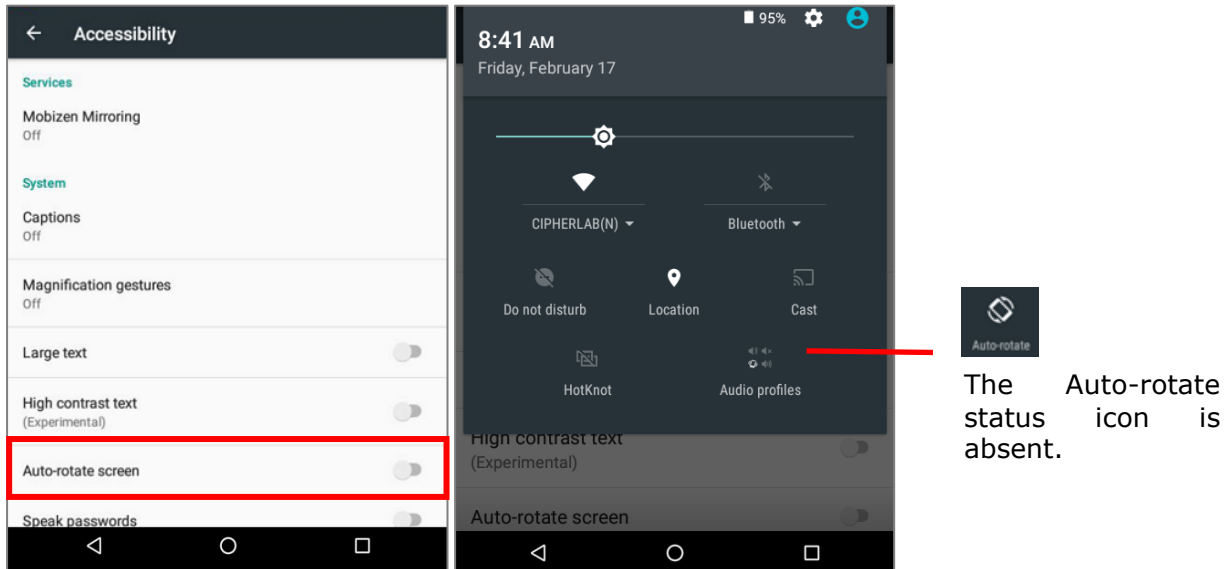 Accessibility
Services
Mobizen Mirroring
Off
System
Captions
Off
Magnification gestures
Off
Large text
High contrast text
(Experimental)
Auto-rotate screen
Speak passwords
95%
8:41 AM
Friday, February 17
CIPHERLAB(N)
Bluetooth
Do not disturb
Location
Cast
HotKnot
Audio profiles
High contrast text
(Experimental)
Auto-rotate screen
Auto-rotate
The Auto-rotate
status icon is
absent.